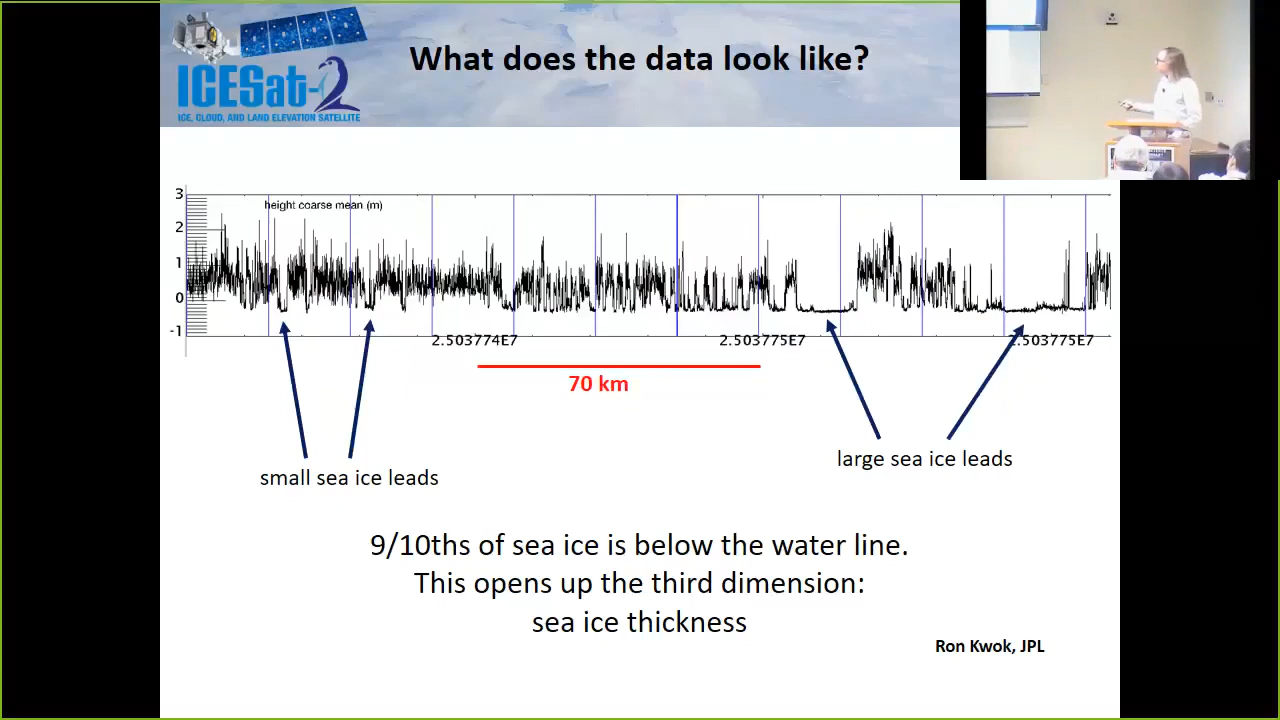 What does the data look like?
ICESat-2
ICE, CLOUD, AND LAND ELEVATION SATELLITE
height coarse mean (m)
3
2
1
0
-1
2.503774E7
2.503775E7
2.503775E7
70 km
small sea ice leads
large sea ice leads
9/10ths of sea ice is below the water line.
This opens up the third dimension:
sea ice thickness
Ron Kwok, JPL